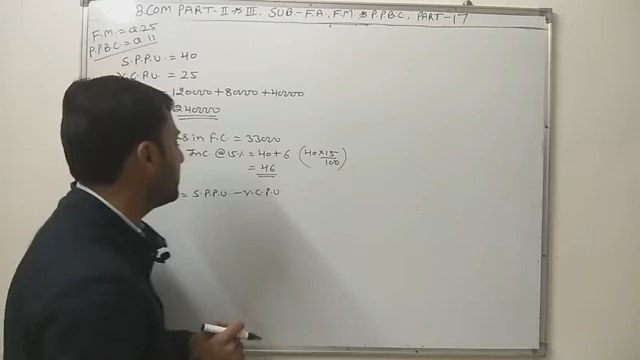 B.COM PART-II & III, SUB-F.A, F.M & P.P.B.C, PART-17
F.M. = Q.25
P.P.B.C = Q.11
S.P.P.U. = 40
V.C.P.U. = 25
= 120000 + 80000 + 40000
240000
in F.C. = 33000
Inc. @ 15% = 40 + 6 (40 × 15/100)
= 46
= S.P.P.U. - V.C.P.U.